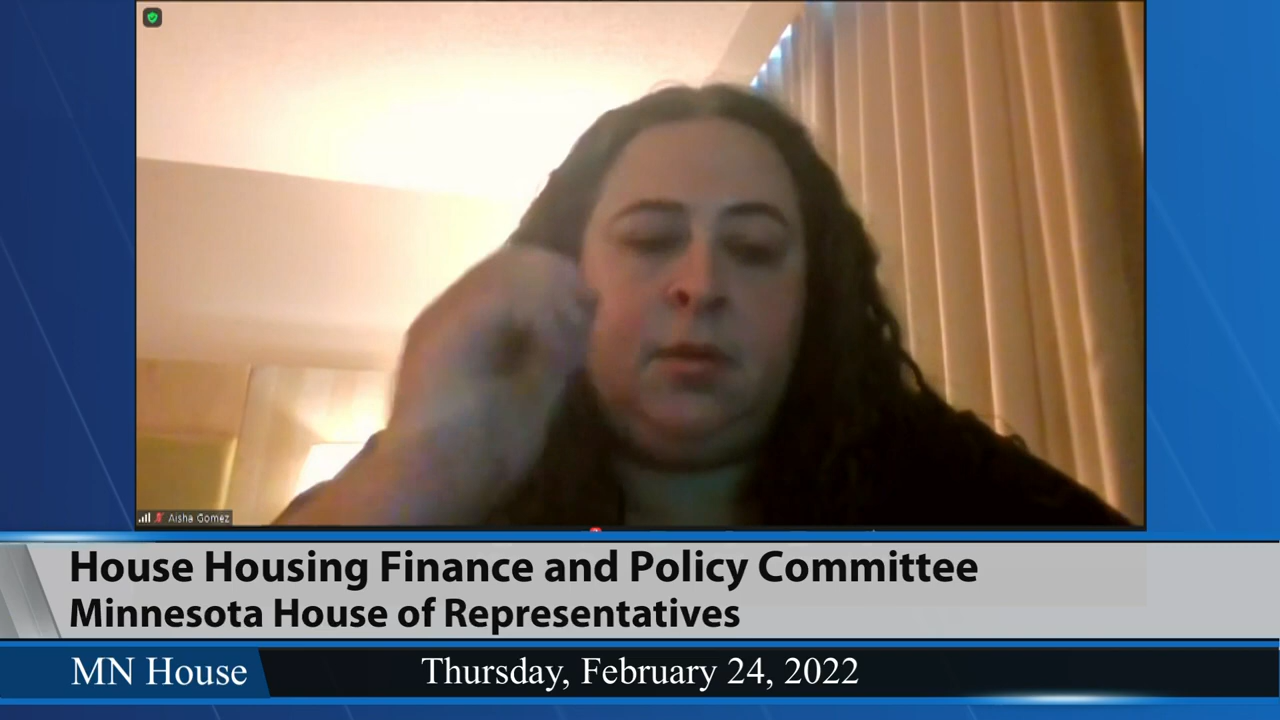 Aisha Gomez
House Housing Finance and Policy Committee
Minnesota House of Representatives
MN House
Thursday, February 24, 2022